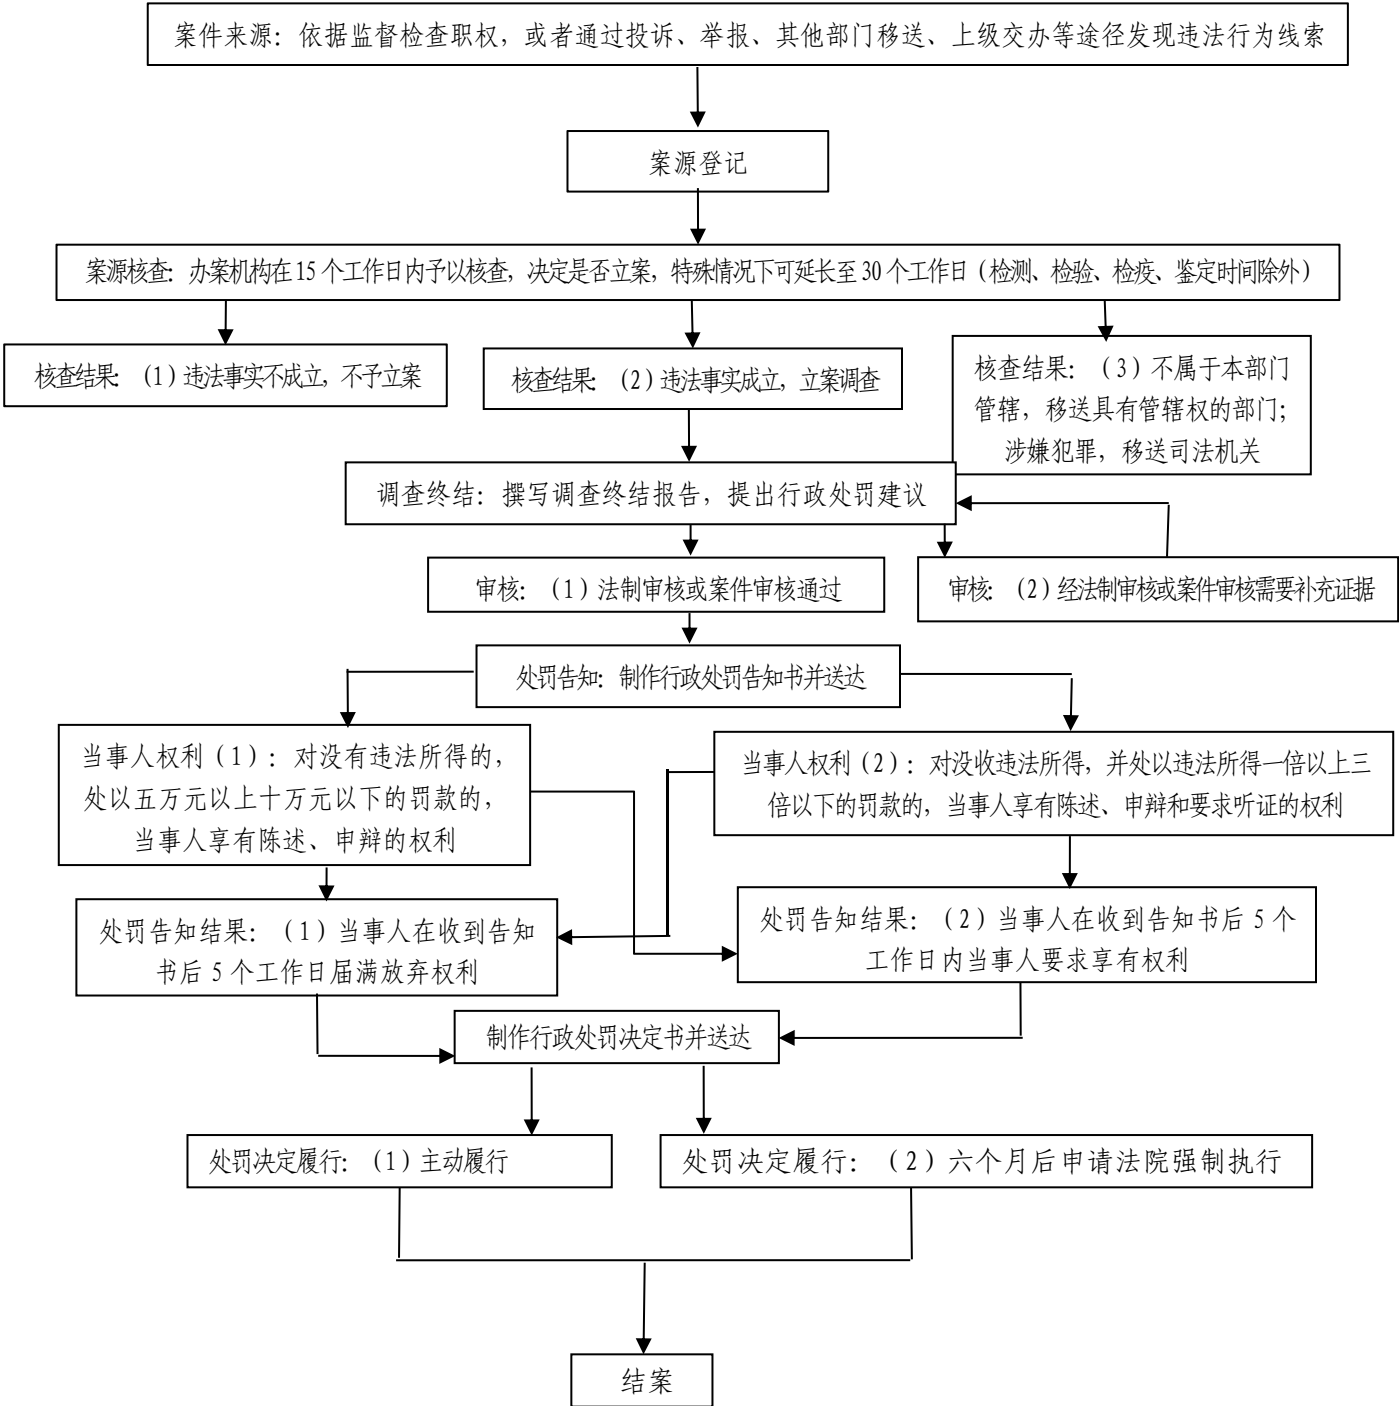 案件来源：依据监督检查职权，或者通过投诉、举报、其他部门移送、上级交办等途径发现违法行为线索
案源登记
案源核查：办案机构在15个工作日内予以核查，决定是否立案，特殊情况下可延长至30个工作日（检测、检验、检疫、鉴定时间除外）
核查结果：（1）违法事实不成立，不予立案
核查结果：（2）违法事实成立，立案调查
核查结果：（3）不属于本部门
管辖，移送具有管辖权的部门；
涉嫌犯罪，移送司法机关
调查终结：撰写调查终结报告，提出行政处罚建议
审核：（1）法制审核或案件审核通过
审核：（2）经法制审核或案件审核需要补充证据
处罚告知：制作行政处罚告知书并送达
当事人权利（1）：对没有违法所得的，
处以五万元以上十万元以下的罚款的，
当事人享有陈述、申辩的权利
当事人权利（2）：对没收违法所得，并处以违法所得一倍以上三
倍以下的罚款的，当事人享有陈述、申辩和要求听证的权利
处罚告知结果：（1）当事人在收到告知
书后5个工作日届满放弃权利
处罚告知结果：（2）当事人在收到告知书后5个
工作日内当事人要求享有权利
制作行政处罚决定书并送达
处罚决定履行：（1）主动履行
处罚决定履行：（2）六个月后申请法院强制执行
结案